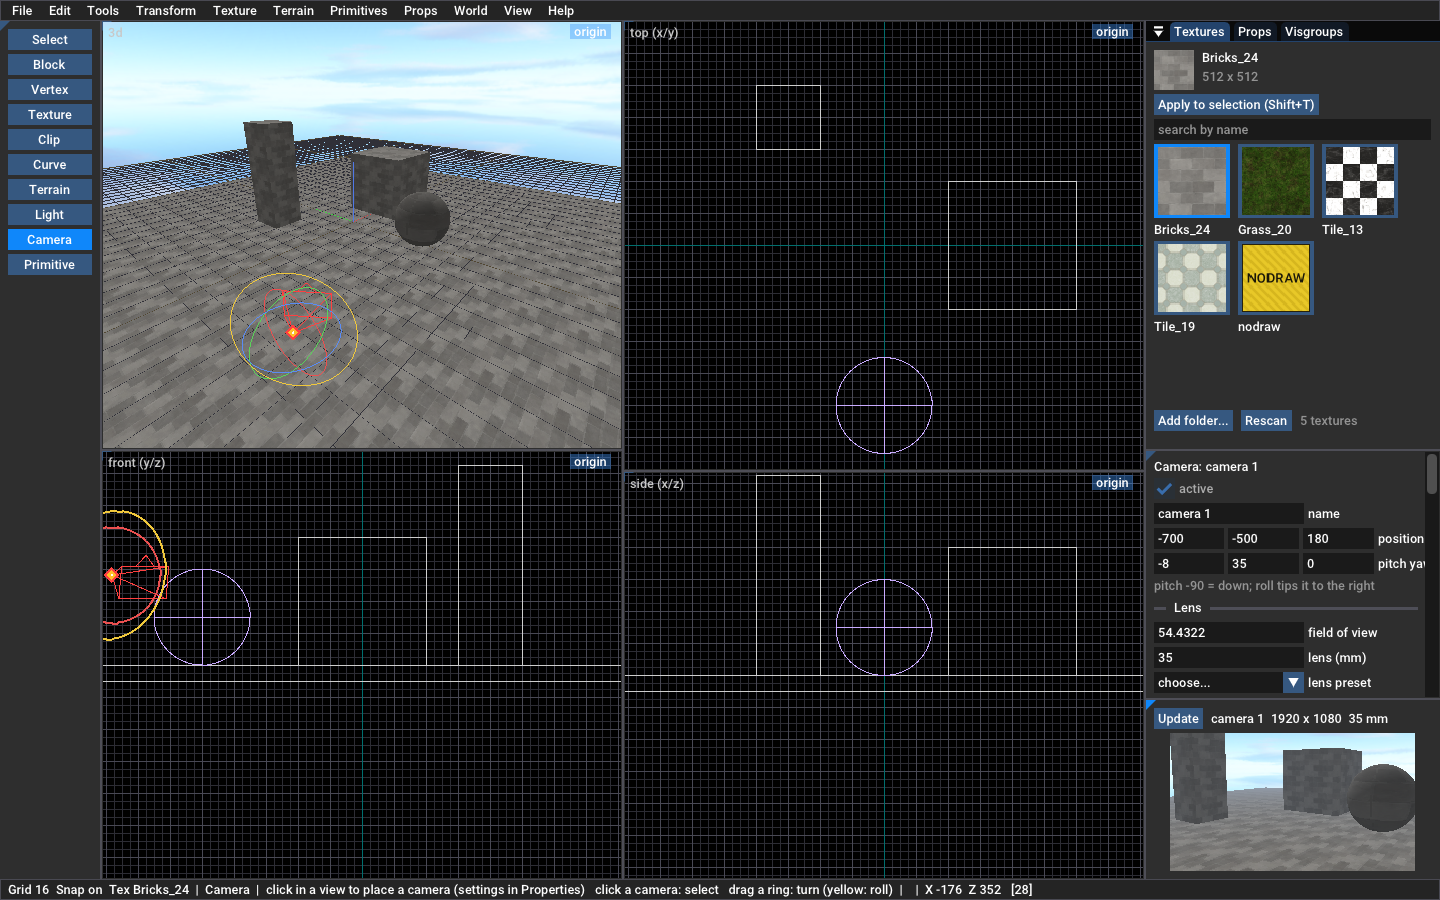 File Edit Tools Transform Texture Terrain Primitives Props World View Help
Select
Block
Vertex
Texture
Clip
Curve
Terrain
Light
Camera
Primitive
3d origin
top (x/y) origin
front (y/z) origin
side (x/z) origin
Textures Props Visgroups
Bricks_24
512 x 512
Apply to selection (Shift+T)
search by name
Bricks_24 Grass_20 Tile_13
NODRAW
Tile_19 nodraw
Add folder... Rescan 5 textures
Camera: camera 1
active
camera 1 name
-700 -500 180 position
-8 35 0 pitch yaw
pitch -90 = down; roll tips it to the right
Lens
54.4322 field of view
35 lens (mm)
choose... lens preset
Update camera 1 1920 x 1080 35 mm
Grid 16 Snap on Tex Bricks_24 | Camera | click in a view to place a camera (settings in Properties) click a camera: select drag a ring: turn (yellow: roll) | | X -176 Z 352 [28]